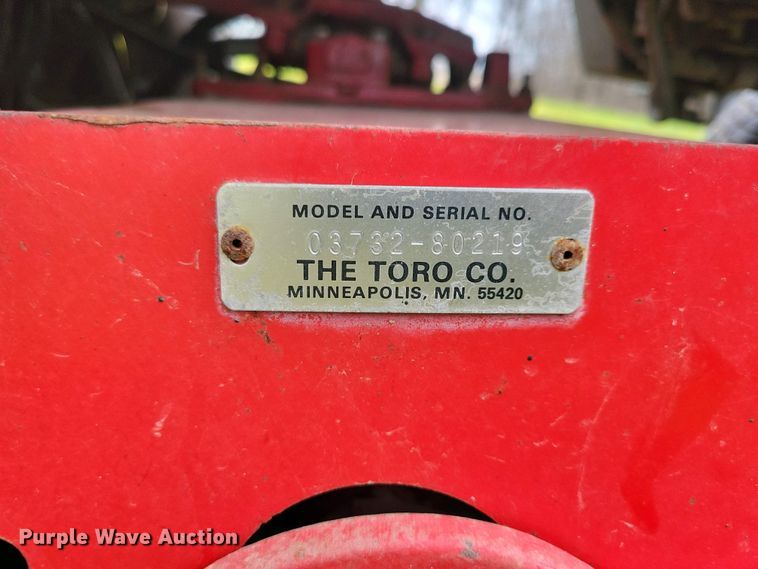 MODEL AND SERIAL NO.
03732-80219
THE TORO CO.
MINNEAPOLIS, MN. 55420
Purple Wave Auction